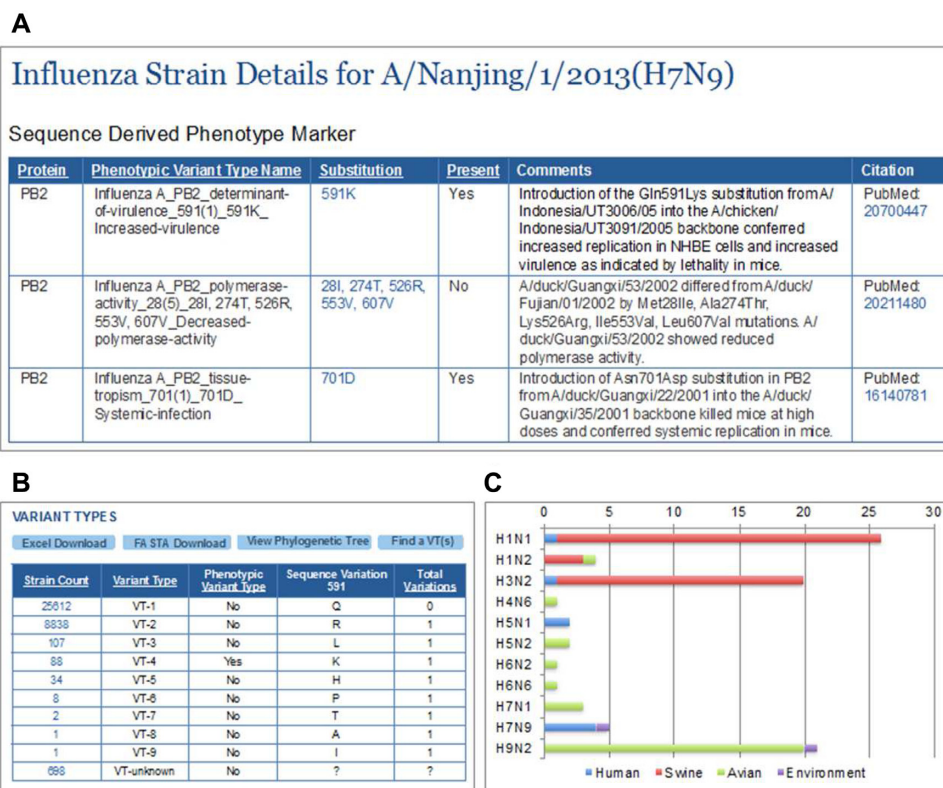 A
Influenza Strain Details for A/Nanjing/1/2013(H7N9)
Sequence Derived Phenotype Marker
Protein Phenotypic Variant Type Name Substitution Present Comments Citation
PB2 Influenza A_PB2_determinant- 591K Yes Introduction of the Gln591Lys substitution from A/ PubMed:
of-virulence_591(1)_591K_ Indonesia/UT3006/05 into the A/chicken/ 20700447
Increased-virulence Indonesia/UT3091/2005 backbone conferred
increased replication in NHBE cells and increased
virulence as indicated by lethality in mice.
PB2 Influenza A_PB2_polymerase- 28I, 274T, 526R, No A/duck/Guangxi/53/2002 differed from A/duck/ PubMed:
activity_28(5)_28I, 274T, 526R, 553V, 607V Fujian/01/2002 by Met28Ile, Ala274Thr, 20211480
553V, 607V_Decreased- Lys526Arg, Ile553Val, Leu607Val mutations. A/
polymerase-activity duck/Guangxi/53/2002 showed reduced
polymerase activity.
PB2 Influenza A_PB2_tissue- 701D Yes Introduction of Asn701Asp substitution in PB2 PubMed:
tropism_701(1)_701D_ from A/duck/Guangxi/22/2001 into the A/duck/ 16140781
Systemic-infection Guangxi/35/2001 backbone killed mice at high
doses and conferred systemic replication in mice.
B
VARIANT TYPES
Excel Download FASTA Download View Phylogenetic Tree Find a VT(s)
Strain Count Variant Type Phenotypic Variant Type Sequence Variation 591 Total Variations
25612 VT-1 No Q 0
8838 VT-2 No R 1
107 VT-3 No L 1
88 VT-4 Yes K 1
34 VT-5 No H 1
8 VT-6 No P 1
2 VT-7 No T 1
1 VT-8 No A 1
1 VT-9 No I 1
698 VT-unknown No ? ?
C
0 5 10 15 20 25 30
H1N1
H1N2
H3N2
H4N6
H5N1
H5N2
H6N2
H6N6
H7N1
H7N9
H9N2
Human Swine Avian Environment